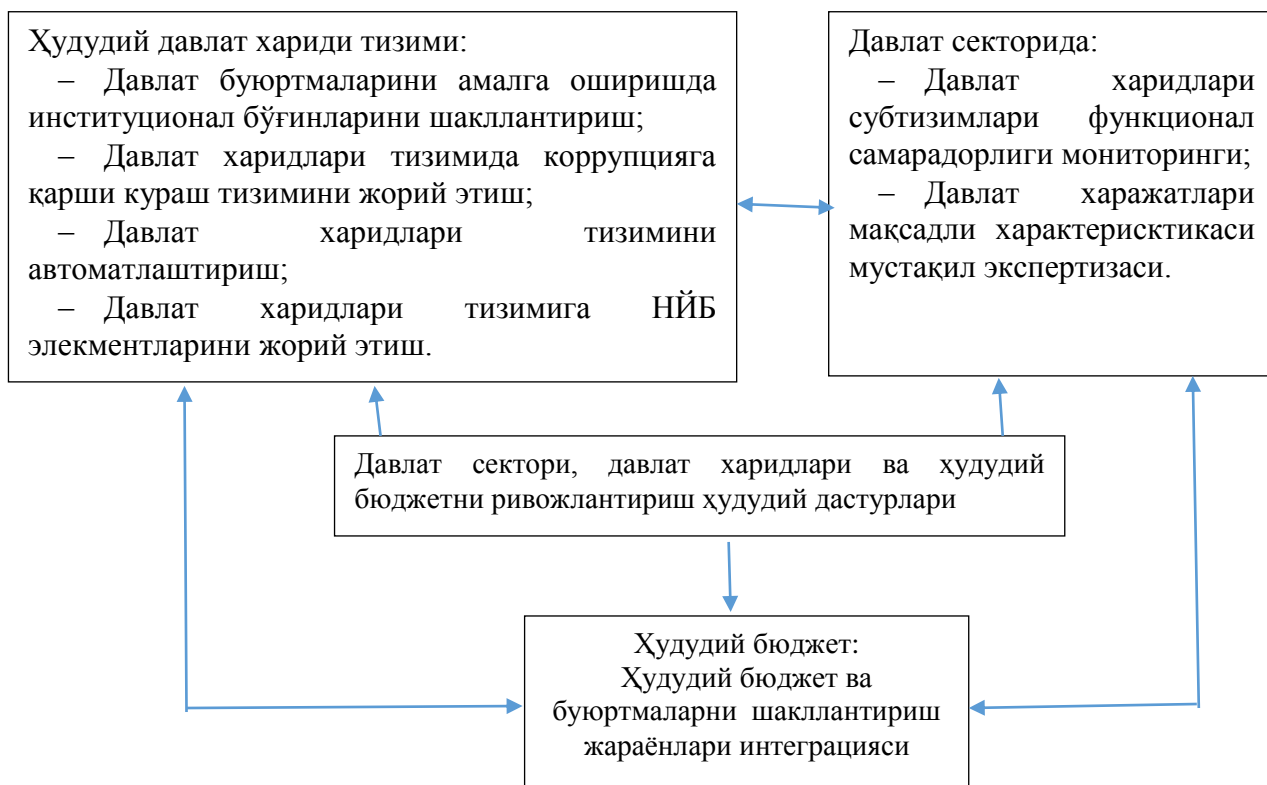 Ҳудудий давлат хариди тизими:
– Давлат буюртмаларини амалга оширишда
институционал бўғинларини шакллантириш;
– Давлат харидлари тизимида коррупцияга
қарши кураш тизимини жорий этиш;
– Давлат харидлари тизимини
автоматлаштириш;
– Давлат харидлари тизимига НЙБ
элекментларини жорий этиш.
Давлат секторида:
– Давлат харидлари
субтизимлари функционал
самарадорлиги мониторинги;
– Давлат харажатлари
мақсадли характерисктикаси
мустақил экспертизаси.
Давлат сектори, давлат харидлари ва ҳудудий
бюджетни ривожлантириш ҳудудий дастурлари
Ҳудудий бюджет:
Ҳудудий бюджет ва
буюртмаларни шакллантириш
жараёнлари интеграцияси